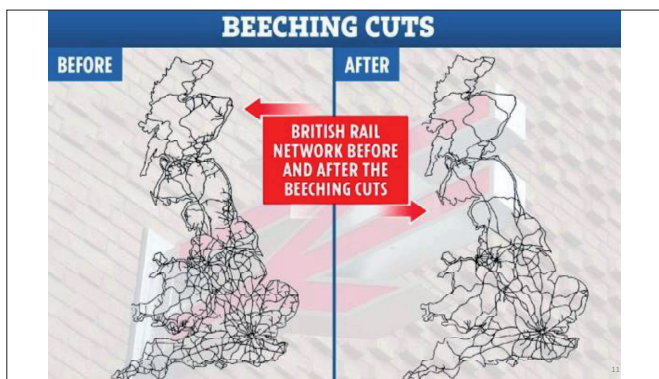 BEECHING CUTS
BEFORE
AFTER
BRITISH RAIL
NETWORK BEFORE
AND AFTER THE
BEECHING CUTS
11